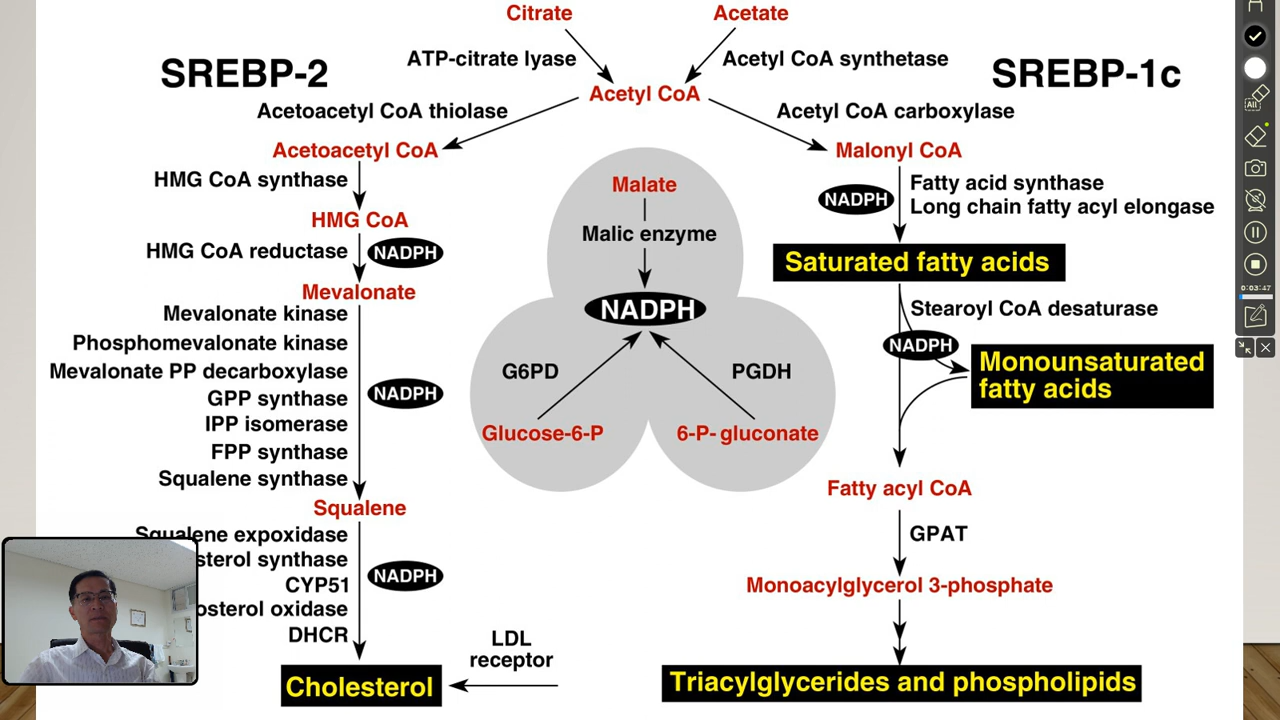 Citrate
Acetate
ATP-citrate lyase
Acetyl CoA synthetase
SREBP-2
SREBP-1c
Acetyl CoA
Acetoacetyl CoA thiolase
Acetyl CoA carboxylase
Acetoacetyl CoA
Malonyl CoA
HMG CoA synthase
HMG CoA
HMG CoA reductase
NADPH
Mevalonate
Mevalonate kinase
Phosphomevalonate kinase
Mevalonate PP decarboxylase
GPP synthase
NADPH
IPP isomerase
FPP synthase
Squalene synthase
Squalene
Squalene expoxidase
sterol synthase
CYP51
NADPH
osterol oxidase
DHCR
Cholesterol
LDL
receptor
Malate
Malic enzyme
NADPH
G6PD
PGDH
Glucose-6-P
6-P-gluconate
NADPH
Fatty acid synthase
Long chain fatty acyl elongase
Saturated fatty acids
Stearoyl CoA desaturase
NADPH
Monounsaturated
fatty acids
Fatty acyl CoA
GPAT
Monoacylglycerol 3-phosphate
Triacylglycerides and phospholipids
All
0:03:47